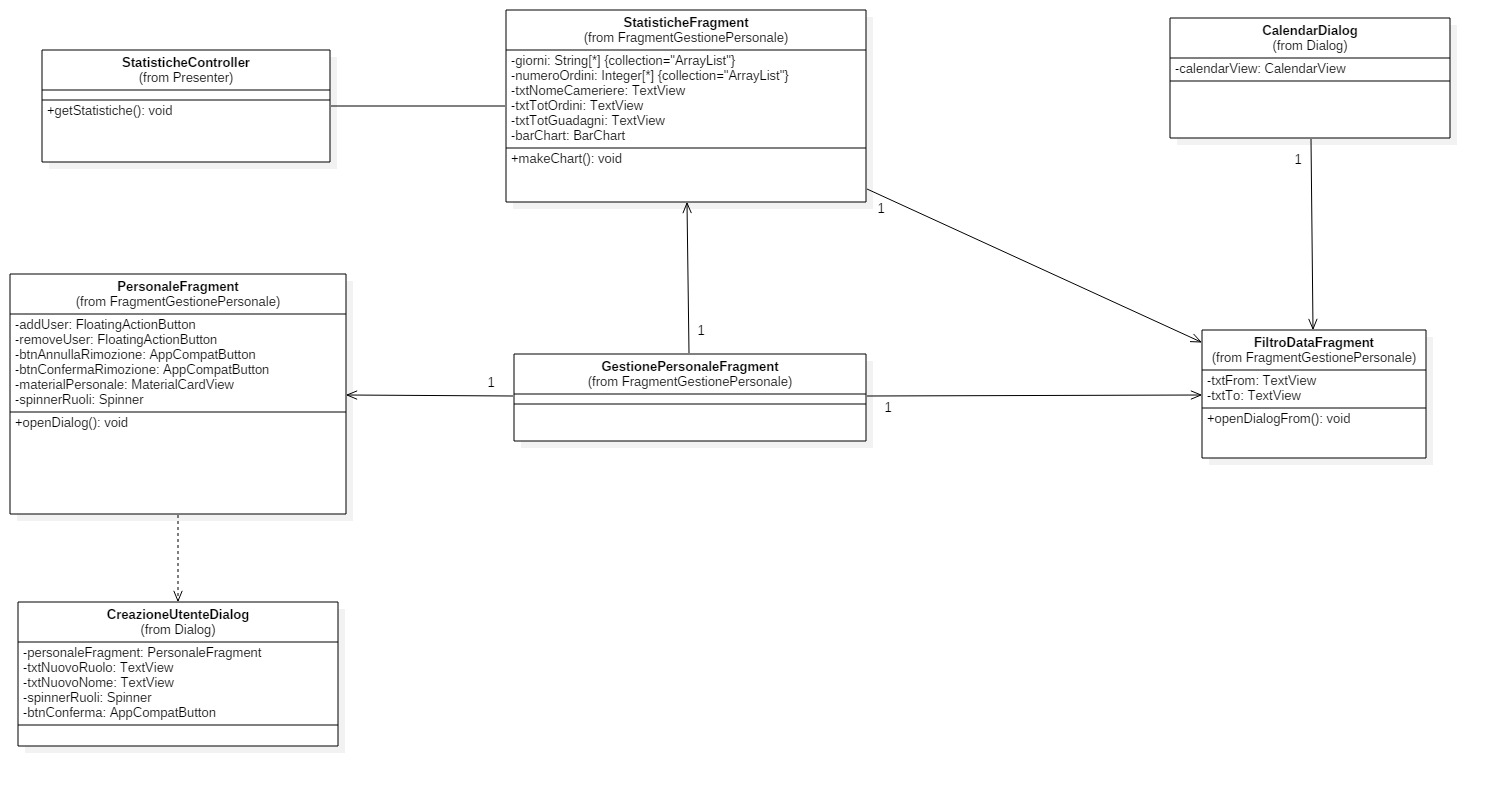 StatisticheController
(from Presenter)
+getStatistiche(): void
StatisticheFragment
(from FragmentGestionePersonale)
-giorni: String[*] {collection="ArrayList"}
-numeroOrdini: Integer[*] {collection="ArrayList"}
-txtNomeCameriere: TextView
-txtTotOrdini: TextView
-txtTotGuadagni: TextView
-barChart: BarChart
+makeChart(): void
CalendarDialog
(from Dialog)
-calendarView: CalendarView
1
1
1
PersonaleFragment
(from FragmentGestionePersonale)
-addUser: FloatingActionButton
-removeUser: FloatingActionButton
-btnAnnullaRimozione: AppCompatButton
-btnConfermaRimozione: AppCompatButton
-materialPersonale: MaterialCardView
-spinnerRuoli: Spinner
+openDialog(): void
1
GestionePersonaleFragment
(from FragmentGestionePersonale)
1
FiltroDataFragment
(from FragmentGestionePersonale)
-txtFrom: TextView
-txtTo: TextView
+openDialogFrom(): void
CreazioneUtenteDialog
(from Dialog)
-personaleFragment: PersonaleFragment
-txtNuovoRuolo: TextView
-txtNuovoNome: TextView
-spinnerRuoli: Spinner
-btnConferma: AppCompatButton